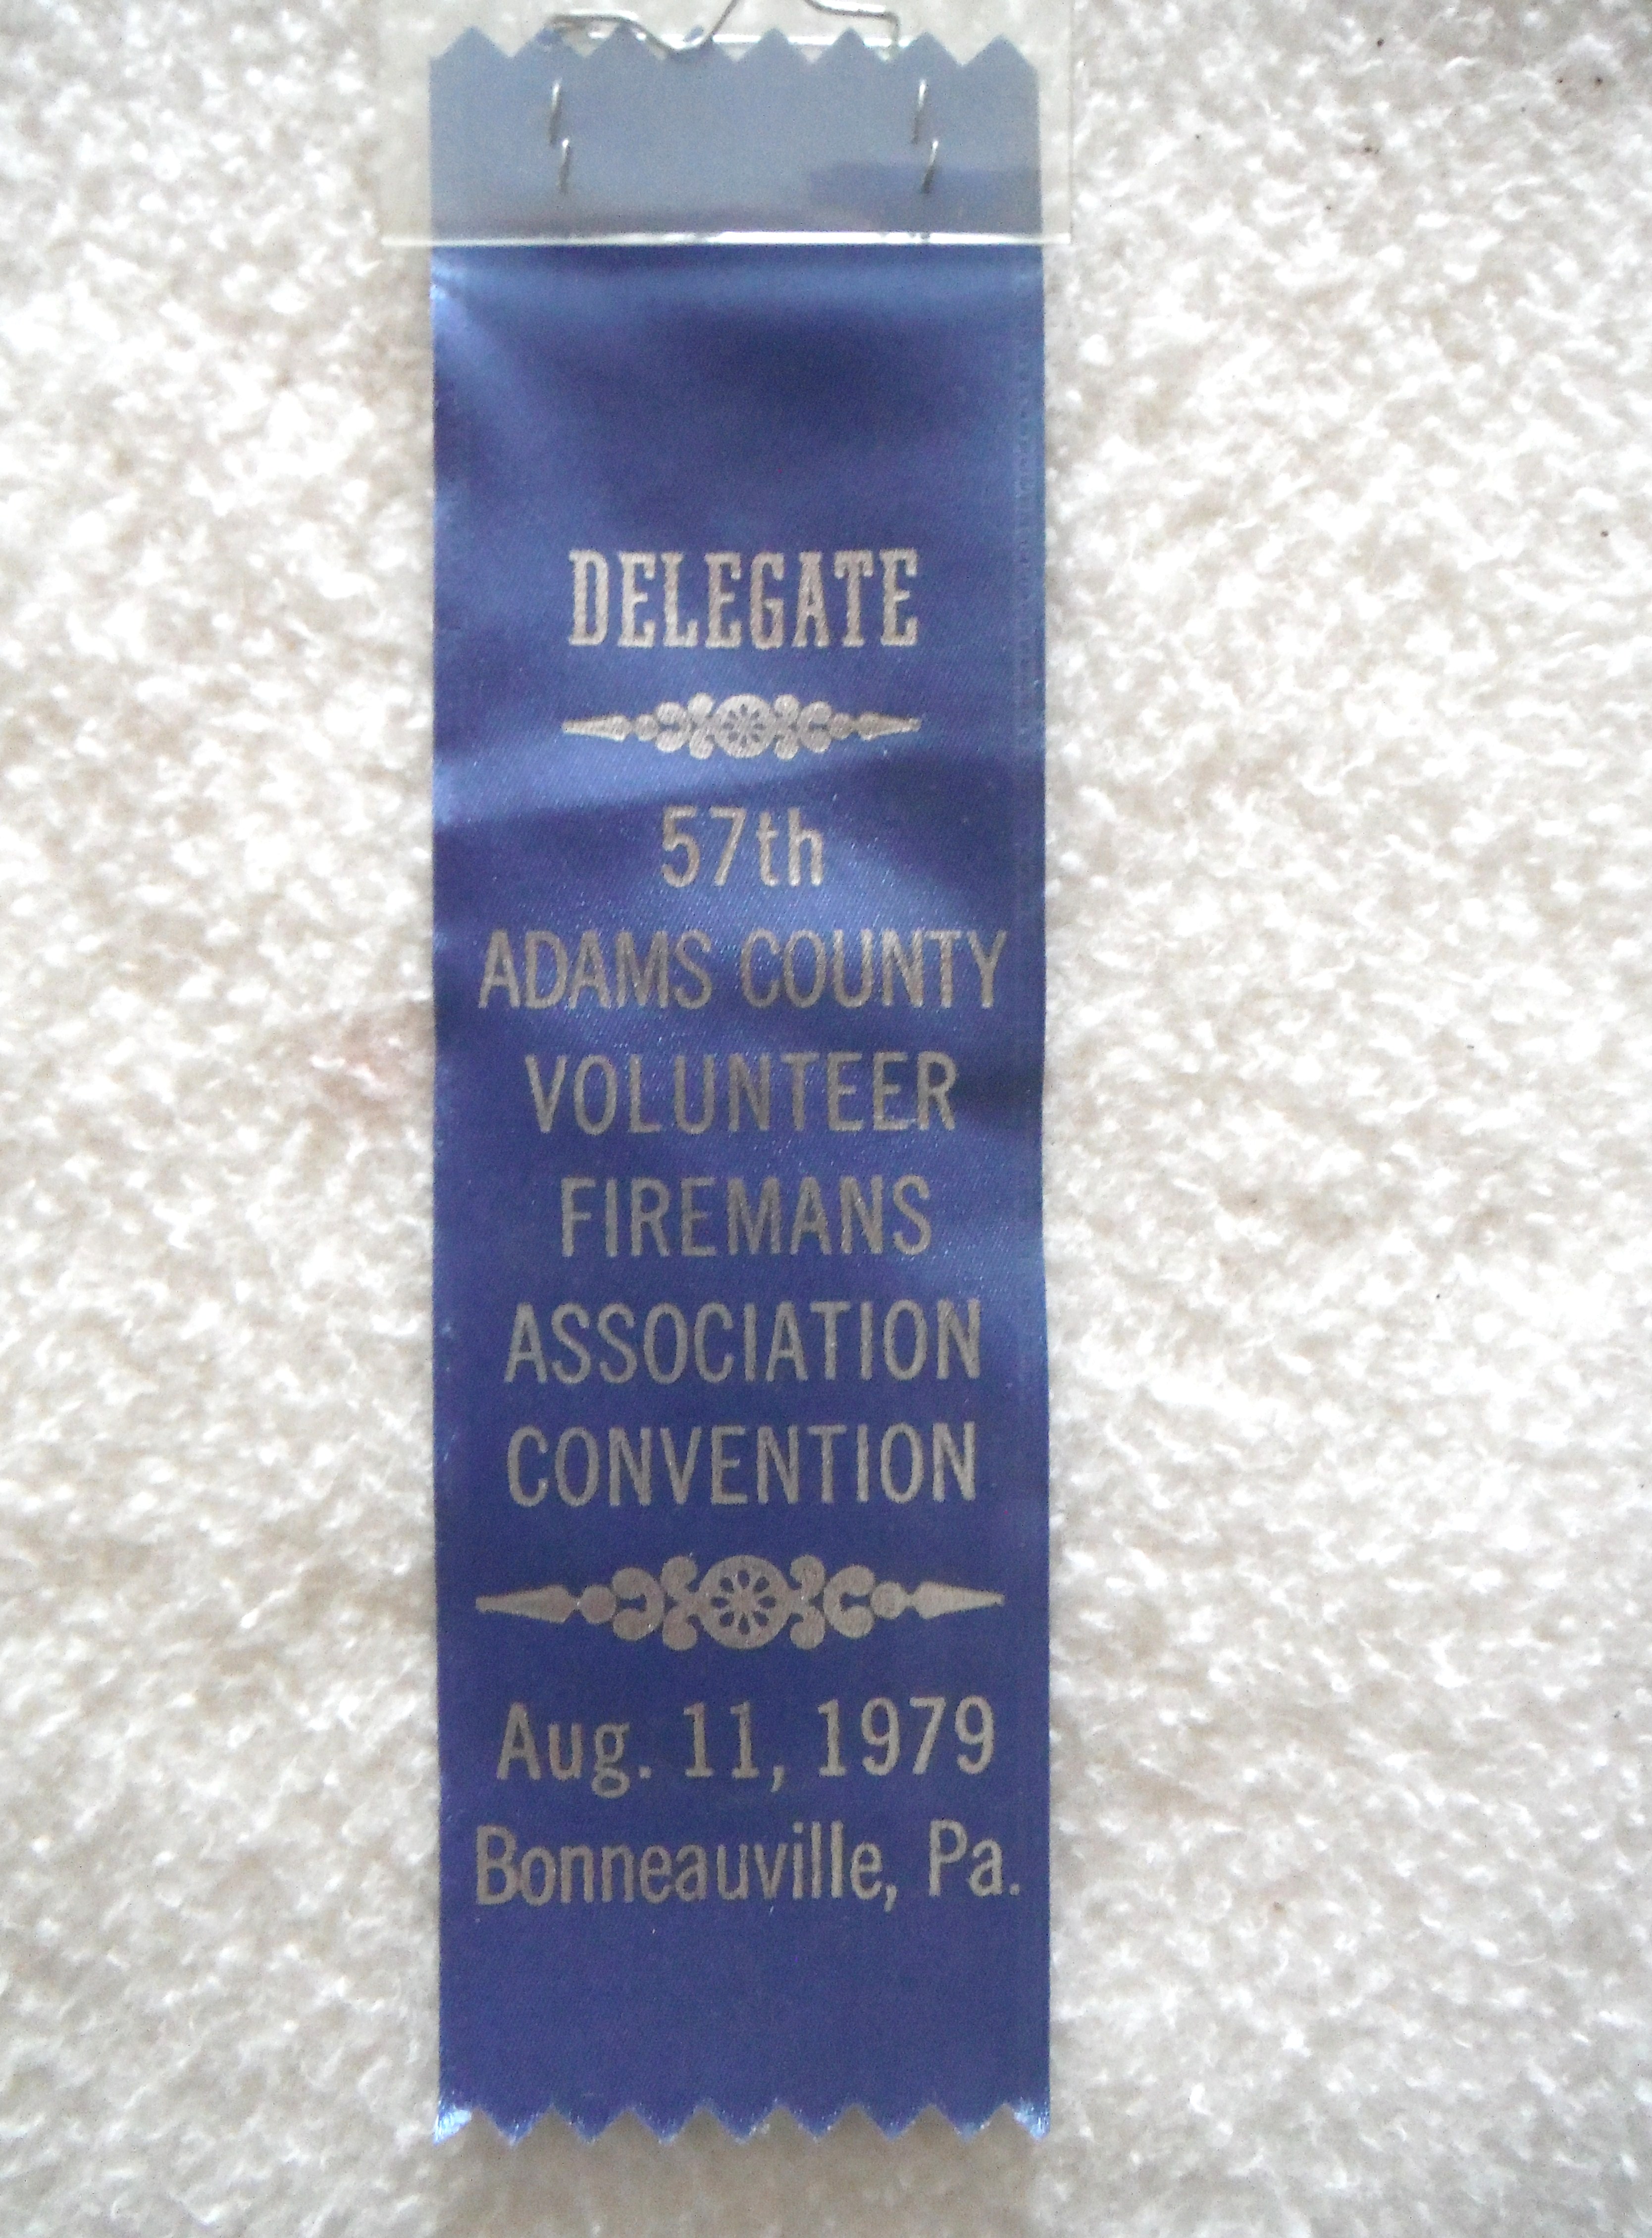 DELEGATE
57th
ADAMS COUNTY
VOLUNTEER
FIREMANS
ASSOCIATION
CONVENTION
Aug. 11, 1979
Bonneauville, Pa.